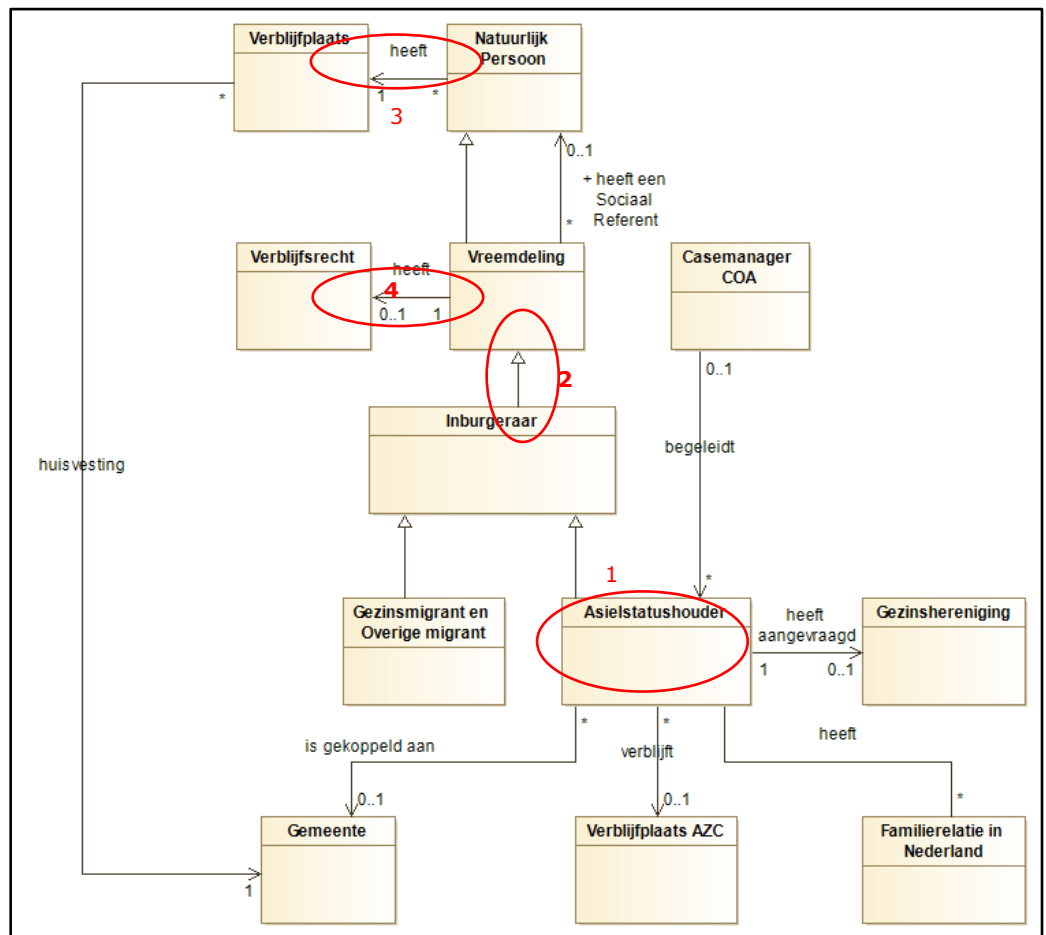 Verblijfplaats
heeft
Natuurlijk
Persoon
*
1
*
3
0..1
+ heeft een
Sociaal
Referent
*
Verblijfsrecht
heeft
4
0..1
1
Vreemdeling
Casemanager
COA
0..1
2
Inburgeraar
huisvesting
begeleidt
1
*
Gezinsmigrant en
Overige migrant
Asielstatushouder
heeft
aangevraagd
1
0..1
Gezinshereniging
*
*
is gekoppeld aan
verblijft
heeft
0..1
0..1
*
Gemeente
1
Verblijfplaats AZC
Familierelatie in
Nederland